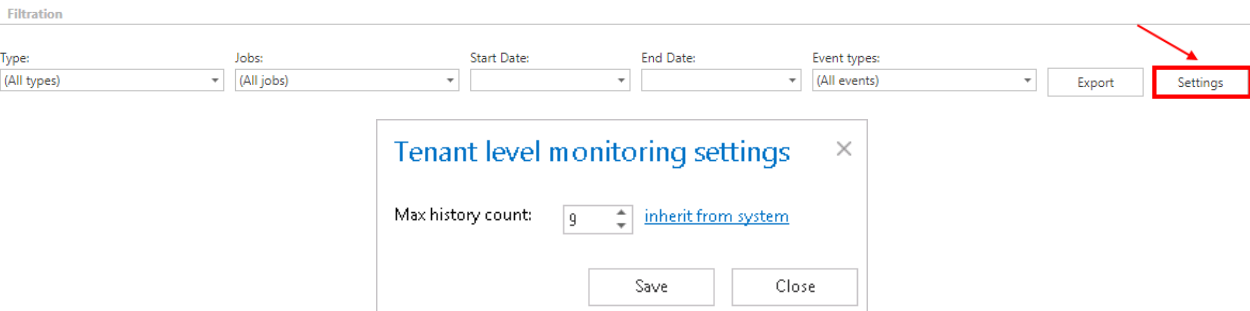 Filtration
Type: Jobs: Start Date: End Date: Event types:
(All types) (All jobs) (All events) Export Settings
Tenant level monitoring settings
Max history count: 9 inherit from system
Save Close